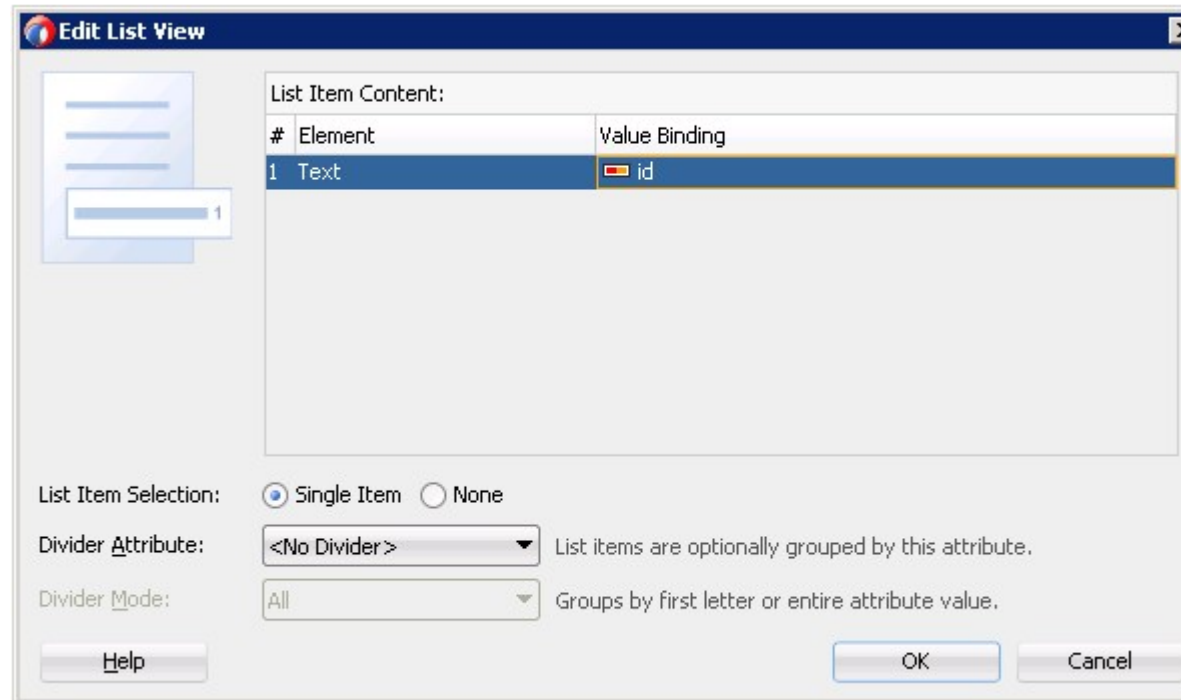 Edit List View
List Item Content:
# Element Value Binding
1 Text id
1
List Item Selection: Single Item None
Divider Attribute: <No Divider> List items are optionally grouped by this attribute.
Divider Mode: All Groups by first letter or entire attribute value.
Help OK Cancel